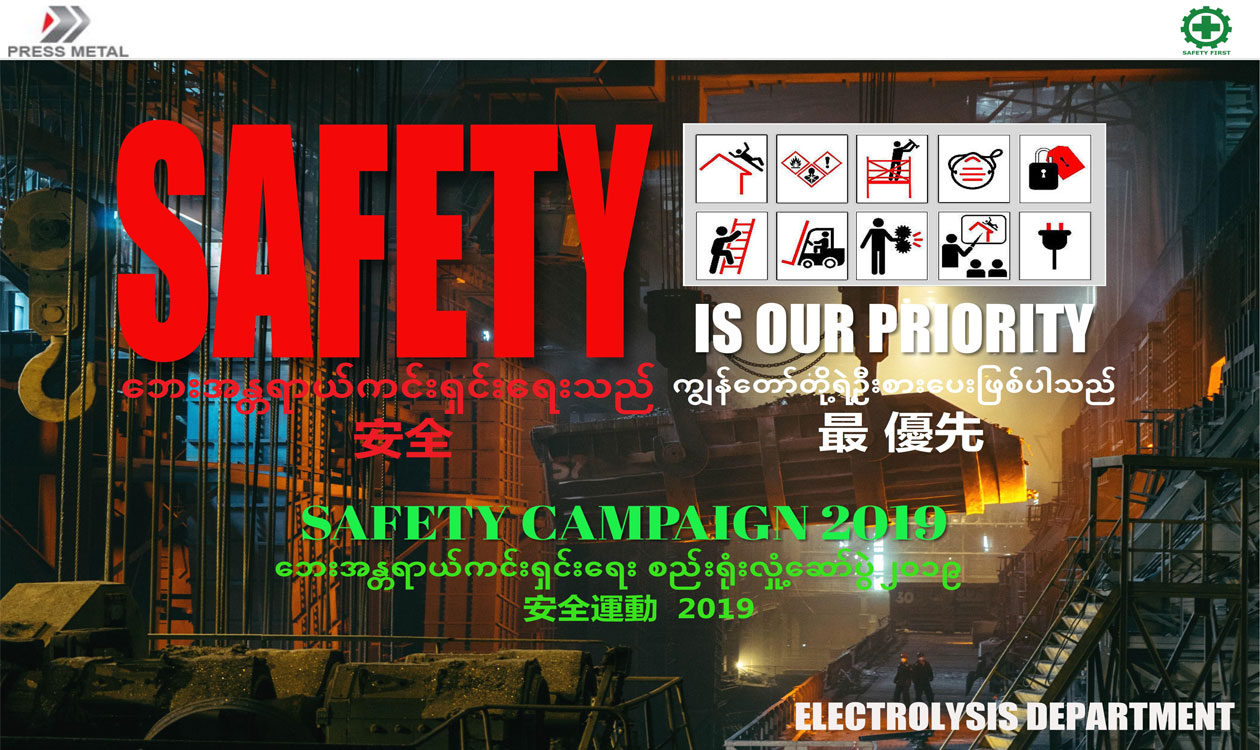 PRESS METAL
SAFETY FIRST
SAFETY
IS OUR PRIORITY
ဘေးအန္တရာယ်ကင်းရှင်းရေးသည်
ကျွန်တော်တို့ရဲ့ဦးစားပေးဖြစ်ပါသည်
安全
最 優先
SAFETY CAMPAIGN 2019
ဘေးအန္တရာယ်ကင်းရှင်းရေး စည်းရုံးလှုံ့ဆော်ပွဲ ၂၀၁၉
安全運動 2019
30
ELECTROLYSIS DEPARTMENT